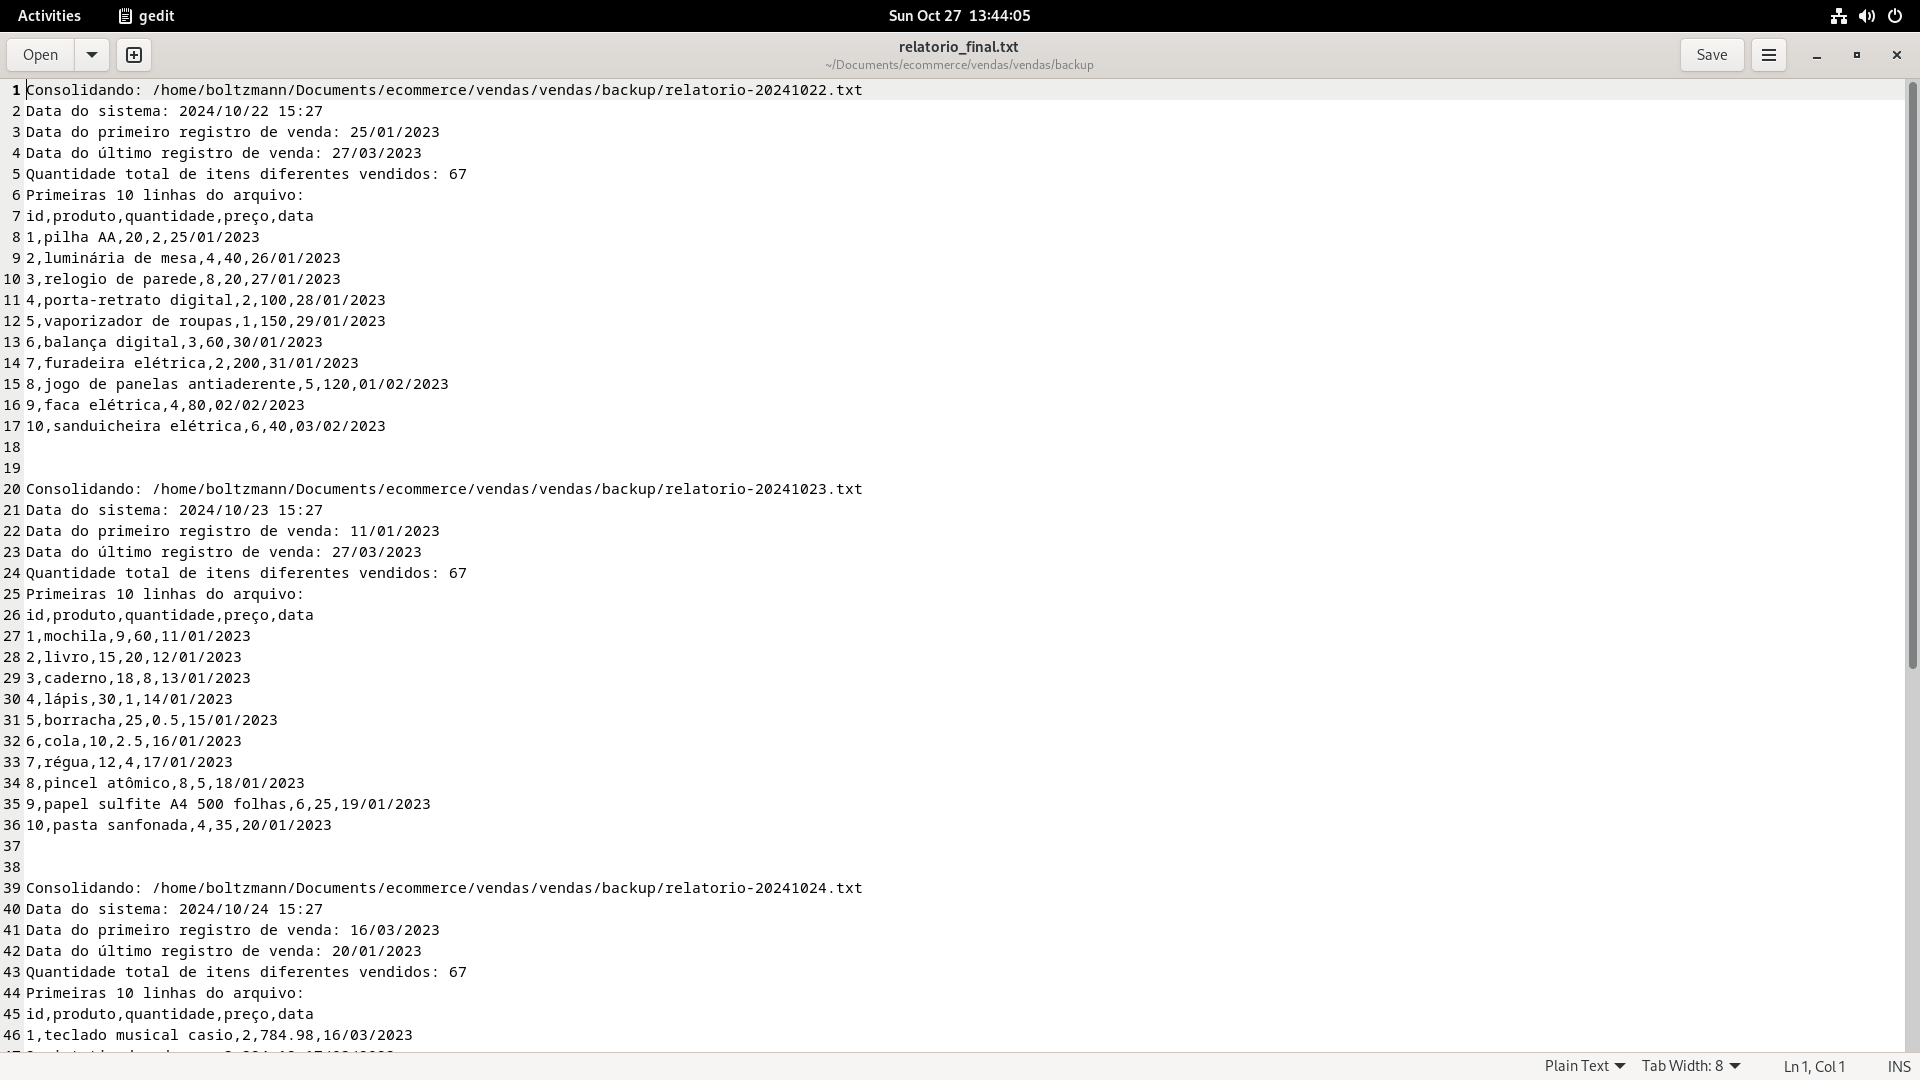 Activities gedit Sun Oct 27 13:44:05
Open relatorio_final.txt Save
~/Documents/ecommerce/vendas/vendas/backup
1 Consolidando: /home/boltzmann/Documents/ecommerce/vendas/vendas/backup/relatorio-20241022.txt
2 Data do sistema: 2024/10/22 15:27
3 Data do primeiro registro de venda: 25/01/2023
4 Data do último registro de venda: 27/03/2023
5 Quantidade total de itens diferentes vendidos: 67
6 Primeiras 10 linhas do arquivo:
7 id,produto,quantidade,preço,data
8 1,pilha AA,20,2,25/01/2023
9 2,luminária de mesa,4,40,26/01/2023
10 3,relogio de parede,8,20,27/01/2023
11 4,porta-retrato digital,2,100,28/01/2023
12 5,vaporizador de roupas,1,150,29/01/2023
13 6,balança digital,3,60,30/01/2023
14 7,furadeira elétrica,2,200,31/01/2023
15 8,jogo de panelas antiaderente,5,120,01/02/2023
16 9,faca elétrica,4,80,02/02/2023
17 10,sanduicheira elétrica,6,40,03/02/2023
18
19
20 Consolidando: /home/boltzmann/Documents/ecommerce/vendas/vendas/backup/relatorio-20241023.txt
21 Data do sistema: 2024/10/23 15:27
22 Data do primeiro registro de venda: 11/01/2023
23 Data do último registro de venda: 27/03/2023
24 Quantidade total de itens diferentes vendidos: 67
25 Primeiras 10 linhas do arquivo:
26 id,produto,quantidade,preço,data
27 1,mochila,9,60,11/01/2023
28 2,livro,15,20,12/01/2023
29 3,caderno,18,8,13/01/2023
30 4,lápis,30,1,14/01/2023
31 5,borracha,25,0.5,15/01/2023
32 6,cola,10,2.5,16/01/2023
33 7,régua,12,4,17/01/2023
34 8,pincel atômico,8,5,18/01/2023
35 9,papel sulfite A4 500 folhas,6,25,19/01/2023
36 10,pasta sanfonada,4,35,20/01/2023
37
38
39 Consolidando: /home/boltzmann/Documents/ecommerce/vendas/vendas/backup/relatorio-20241024.txt
40 Data do sistema: 2024/10/24 15:27
41 Data do primeiro registro de venda: 16/03/2023
42 Data do último registro de venda: 20/01/2023
43 Quantidade total de itens diferentes vendidos: 67
44 Primeiras 10 linhas do arquivo:
45 id,produto,quantidade,preço,data
46 1,teclado musical casio,2,784.98,16/03/2023
Plain Text Tab Width: 8 Ln 1, Col 1 INS